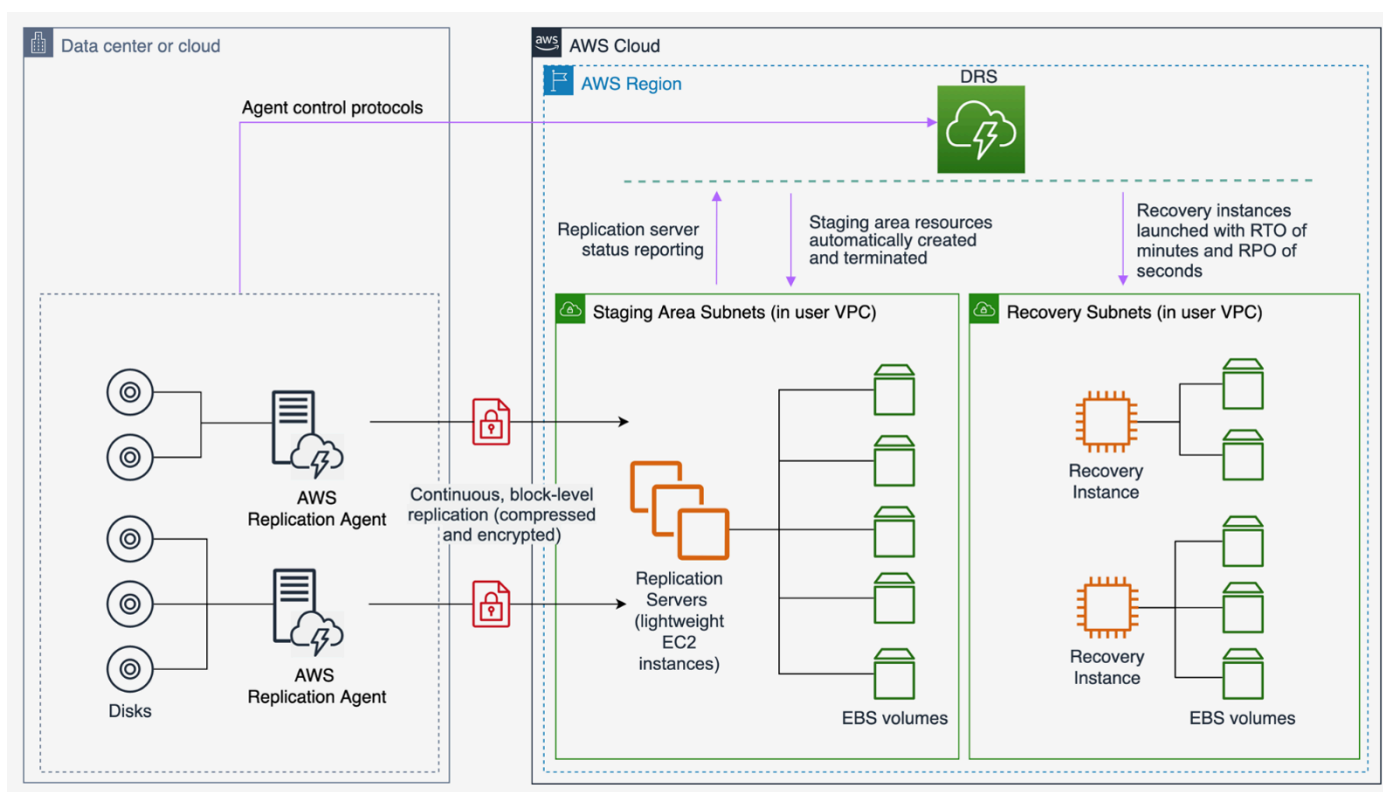 Data center or cloud
aws
AWS Cloud
AWS Region
DRS
Agent control protocols
Replication server
status reporting
Staging area resources
automatically created
and terminated
Recovery instances
launched with RTO of
minutes and RPO of
seconds
Staging Area Subnets (in user VPC)
Recovery Subnets (in user VPC)
AWS
Replication Agent
Continuous, block-level
replication (compressed
and encrypted)
Recovery
Instance
Replication
Servers
(lightweight
EC2
instances)
AWS
Replication Agent
Recovery
Instance
Disks
EBS volumes
EBS volumes